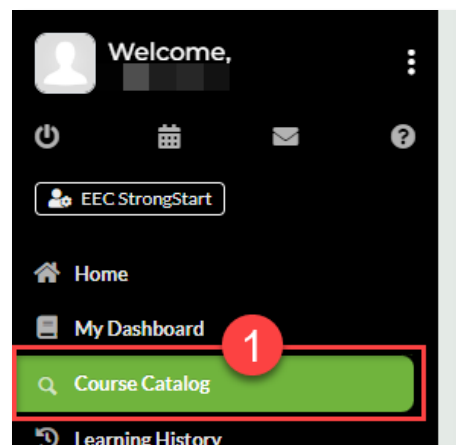 Welcome,
EEC StrongStart
Home
My Dashboard
1
Course Catalog
Learning History